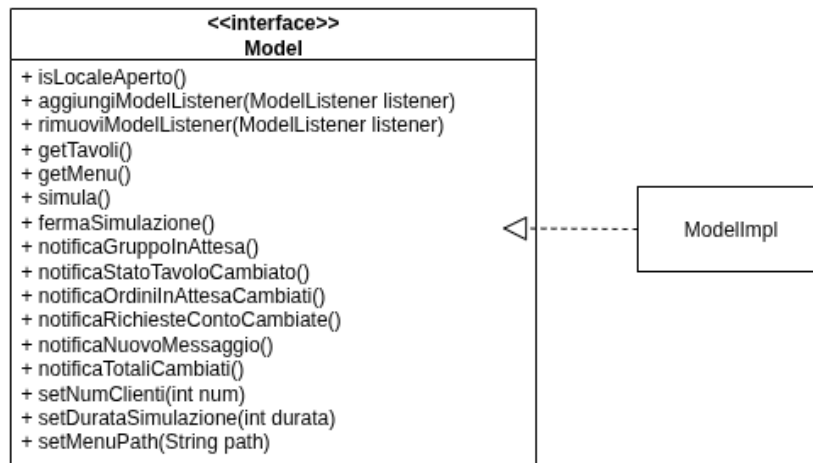 <<interface>>
Model
+ isLocaleAperto()
+ aggiungiModelListener(ModelListener listener)
+ rimuoviModelListener(ModelListener listener)
+ getTavoli()
+ getMenu()
+ simula()
+ fermaSimulazione()
+ notificaGruppoInAttesa()
+ notificaStatoTavoloCambiato()
+ notificaOrdiniInAttesaCambiati()
+ notificaRichiesteContoCambiate()
+ notificaNuovoMessaggio()
+ notificaTotaliCambiati()
+ setNumClienti(int num)
+ setDurataSimulazione(int durata)
+ setMenuPath(String path)
ModelImpl